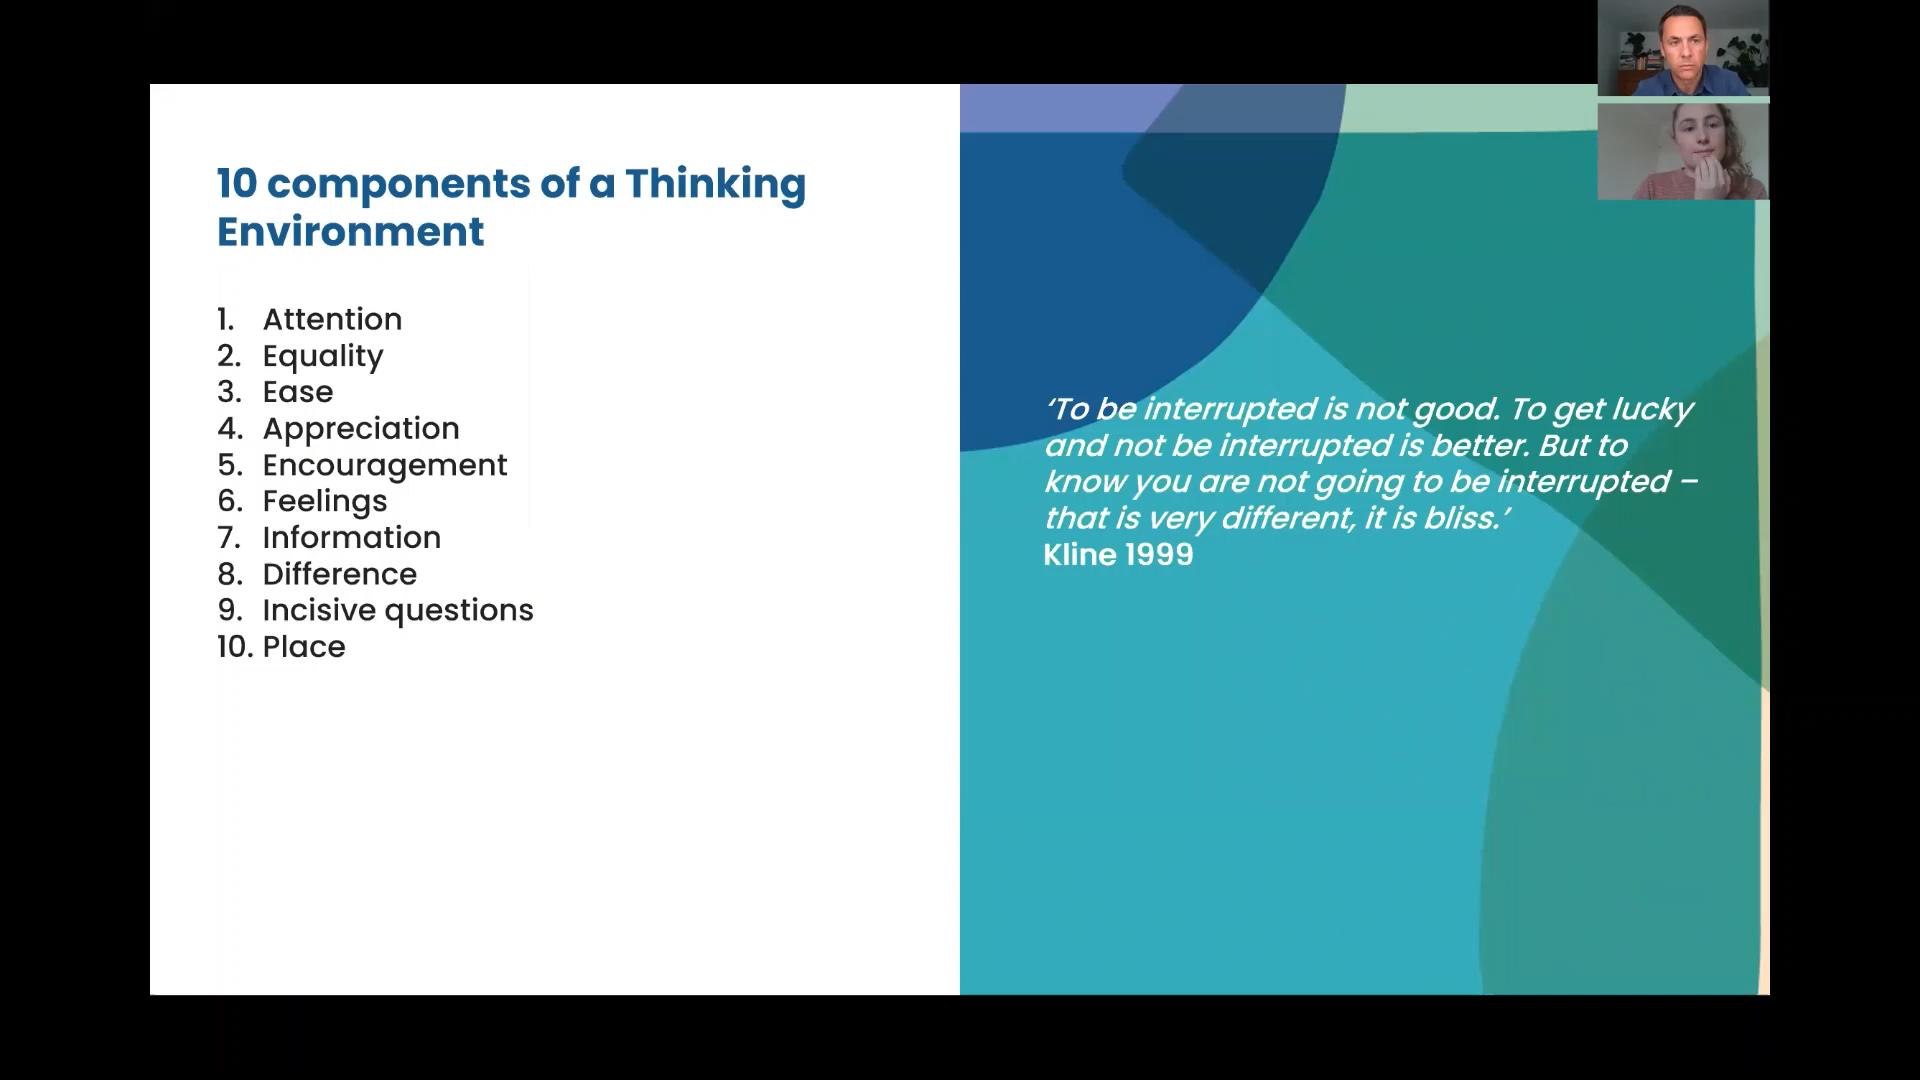 10 components of a Thinking
Environment
1. Attention
2. Equality
3. Ease
4. Appreciation
5. Encouragement
6. Feelings
7. Information
8. Difference
9. Incisive questions
10. Place
‘To be interrupted is not good. To get lucky
and not be interrupted is better. But to
know you are not going to be interrupted –
that is very different, it is bliss.’
Kline 1999